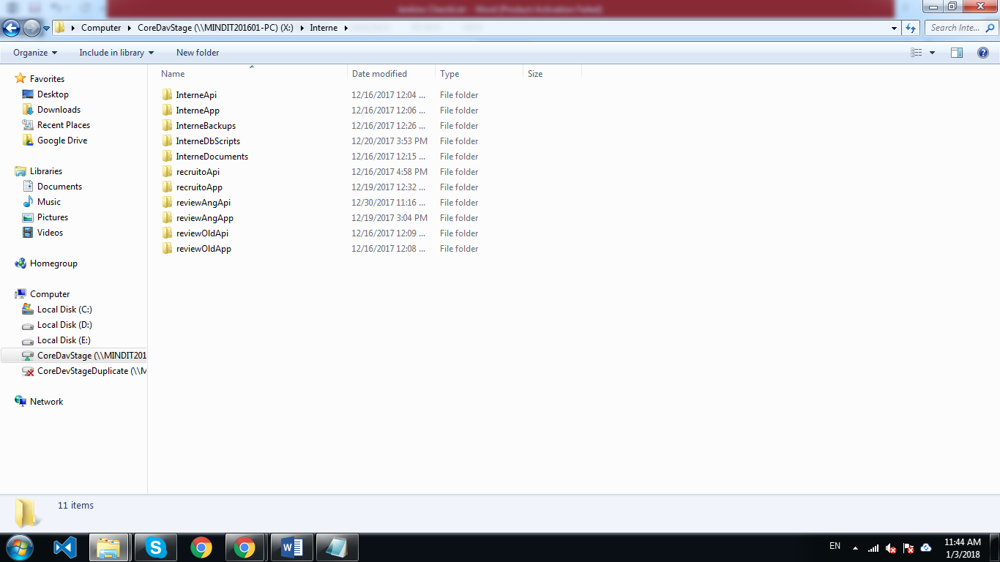 Jenkins CheckList - Word (Product Activation Failed)
Computer CoreDavStage (\\MINDIT201601-PC) (X:) Interne
Search Inte...
Organize Include in library New folder
Name Date modified Type Size
Favorites
Desktop
Downloads
Recent Places
Google Drive
Libraries
Documents
Music
Pictures
Videos
Homegroup
Computer
Local Disk (C:)
Local Disk (D:)
Local Disk (E:)
CoreDavStage (\\MINDIT201
CoreDevStageDuplicate (\\M
Network
InterneApi 12/16/2017 12:04 ... File folder
InterneApp 12/16/2017 12:06 ... File folder
InterneBackups 12/16/2017 12:26 ... File folder
InterneDbScripts 12/20/2017 3:53 PM File folder
InterneDocuments 12/16/2017 12:15 ... File folder
recruitoApi 12/16/2017 4:58 PM File folder
recruitoApp 12/19/2017 12:32 ... File folder
reviewAngApi 12/30/2017 11:16 ... File folder
reviewAngApp 12/19/2017 3:04 PM File folder
reviewOldApi 12/16/2017 12:09 ... File folder
reviewOldApp 12/16/2017 12:08 ... File folder
11 items
EN
11:44 AM
1/3/2018